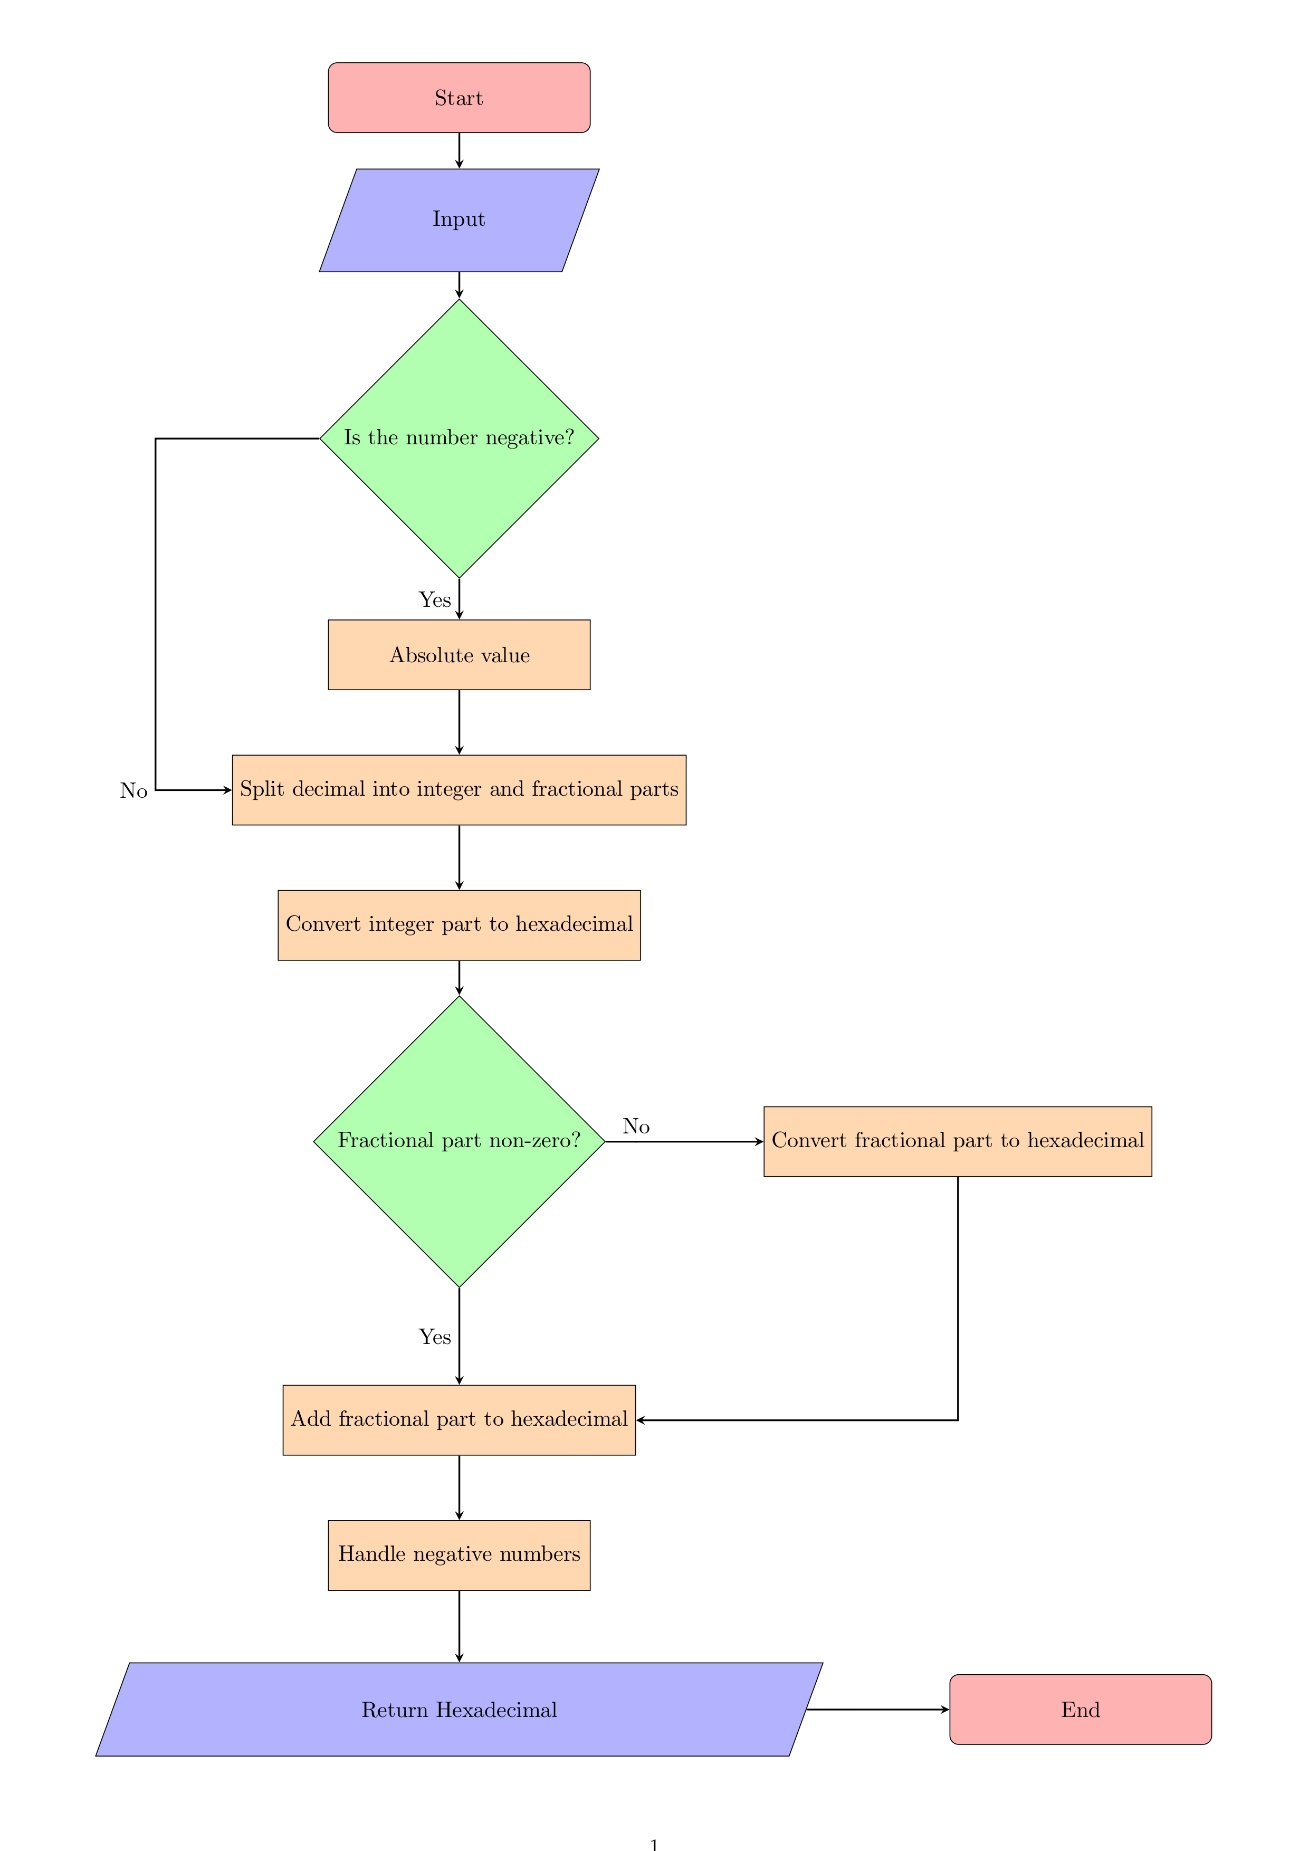 Start
Input
Is the number negative?
Yes
Absolute value
No
Split decimal into integer and fractional parts
Convert integer part to hexadecimal
Fractional part non-zero?
No
Convert fractional part to hexadecimal
Yes
Add fractional part to hexadecimal
Handle negative numbers
Return Hexadecimal
End
1